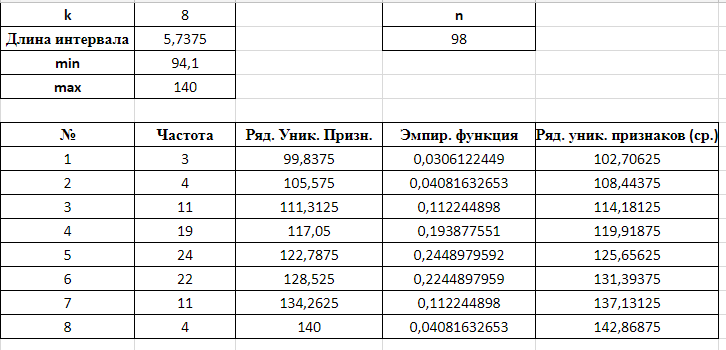 k 8 n
Длина интервала 5,7375 98
min 94,1
max 140
№ Частота Ряд. Уник. Призн. Эмпир. функция Ряд. уник. признаков (ср.)
1 3 99,8375 0,0306122449 102,70625
2 4 105,575 0,04081632653 108,44375
3 11 111,3125 0,112244898 114,18125
4 19 117,05 0,193877551 119,91875
5 24 122,7875 0,2448979592 125,65625
6 22 128,525 0,2244897959 131,39375
7 11 134,2625 0,112244898 137,13125
8 4 140 0,04081632653 142,86875